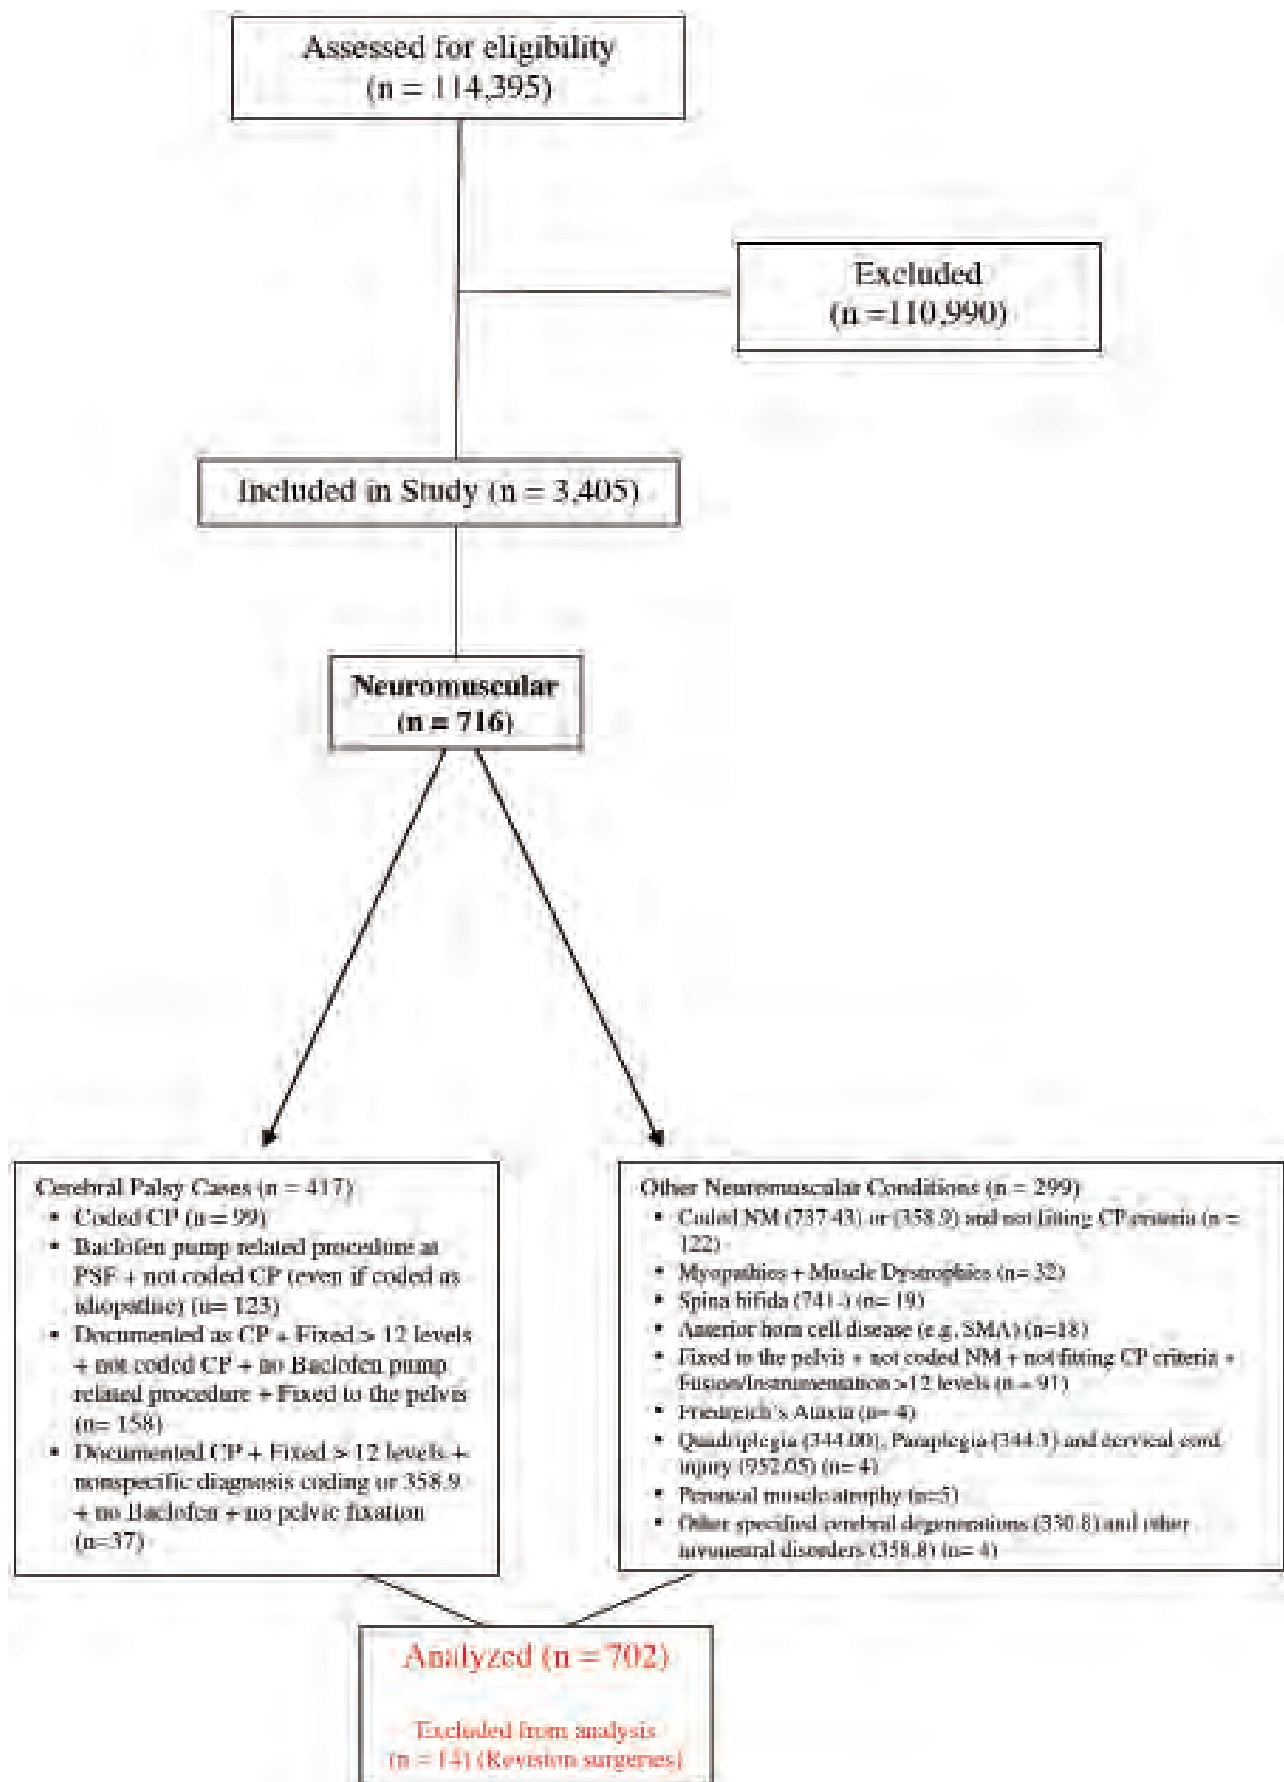 Assessed for eligibility
(n = 114,395)
Excluded
(n =110,990)
Included in Study (n = 3,405)
Neuromuscular
(n = 716)
Cerebral Palsy Cases (n = 417)
• Coded CP (n = 99)
• Baclofen pump related procedure at
PSF + not coded CP (even if coded as
idiopathic) (n= 123)
• Documented as CP + Fixed > 12 levels
+ not coded CP + no Baclofen pump
related procedure + Fixed to the pelvis
(n= 158)
• Documented CP + Fixed > 12 levels +
nonspecific diagnosis coding or 358.9
+ no Baclofen + no pelvic fixation
(n=37)
Other Neuromuscular Conditions (n = 299)
• Coded NM (737.43) or (358.9) and not fitting CP criteria (n =
122)
• Myopathies + Muscle Dystrophies (n= 32)
• Spina bifida (741.) (n= 19)
• Anterior horn cell disease (e.g. SMA) (n=18)
• Fixed to the pelvis + not coded NM + not fitting CP criteria +
Fusion/Instrumentation >12 levels (n = 91)
• Friedreich's Ataxia (n= 4)
• Quadriplegia (344.00), Paraplegia (344.1) and cervical cord
injury (952.05) (n= 4)
• Peroneal muscle atrophy (n=5)
• Other specified cerebral degenerations (330.8) and other
myoneural disorders (358.8) (n= 4)
Analyzed (n = 702)
Excluded from analysis
(n = 14) (Revision surgeries)